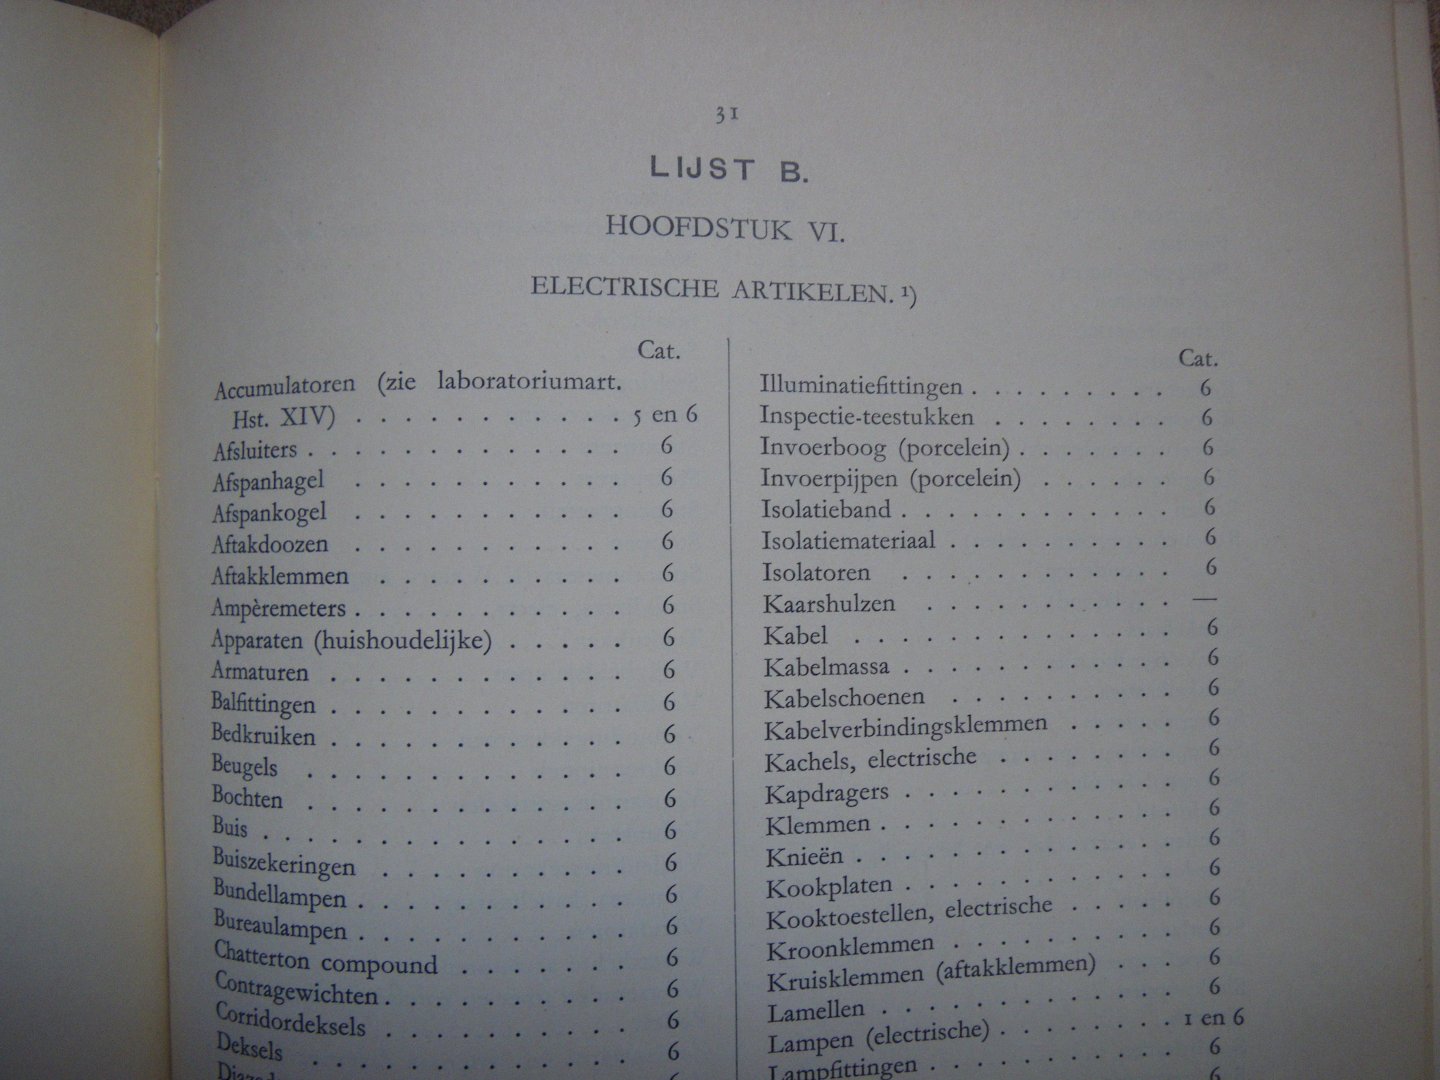 31
LIJST B.
HOOFDSTUK VI.
ELECTRISCHE ARTIKELEN. ¹)
Cat.
Accumulatoren (zie laboratoriumart.
Hst. XIV) . . . . . . . . . . . 5 en 6
Afsluiters . . . . . . . . . . . . . 6
Afspanhagel . . . . . . . . . . . 6
Afspankogel . . . . . . . . . . . 6
Aftakdoozen . . . . . . . . . . . 6
Aftakklemmen . . . . . . . . . . 6
Ampèremeters . . . . . . . . . . . 6
Apparaten (huishoudelijke) . . . . . 6
Armaturen . . . . . . . . . . . . 6
Balfittingen . . . . . . . . . . . . 6
Bedkruiken . . . . . . . . . . . . 6
Beugels . . . . . . . . . . . . . 6
Bochten . . . . . . . . . . . . . 6
Buis . . . . . . . . . . . . . . . 6
Buiszekeringen . . . . . . . . . . 6
Bundellampen . . . . . . . . . . . 6
Bureaulampen . . . . . . . . . . . 6
Chatterton compound . . . . . . . 6
Contragewichten . . . . . . . . . . 6
Corridordeksels . . . . . . . . . . 6
Deksels . . . . . . . . . . . . . 6
Cat.
Illuminatiefittingen . . . . . . . . . 6
Inspectie-teestukken . . . . . . . . 6
Invoerboog (porcelein) . . . . . . . 6
Invoerpijpen (porcelein) . . . . . . 6
Isolatieband . . . . . . . . . . . . 6
Isolatiemateriaal . . . . . . . . . . 6
Isolatoren . . . . . . . . . . . . 6
Kaarshulzen . . . . . . . . . . . —
Kabel . . . . . . . . . . . . . . 6
Kabelmassa . . . . . . . . . . . . 6
Kabelschoenen . . . . . . . . . . 6
Kabelverbindingsklemmen . . . . . 6
Kachels, electrische . . . . . . . . 6
Kapdragers . . . . . . . . . . . . 6
Klemmen . . . . . . . . . . . . . 6
Knieën . . . . . . . . . . . . . . 6
Kookplaten . . . . . . . . . . . . 6
Kooktoestellen, electrische . . . . . 6
Kroonklemmen . . . . . . . . . . 6
Kruisklemmen (aftakklemmen) . . . 6
Lamellen . . . . . . . . . . . . . 6
Lampen (electrische) . . . . . . . . 1 en 6
Lampfittingen . . . . . . . . . . . 6